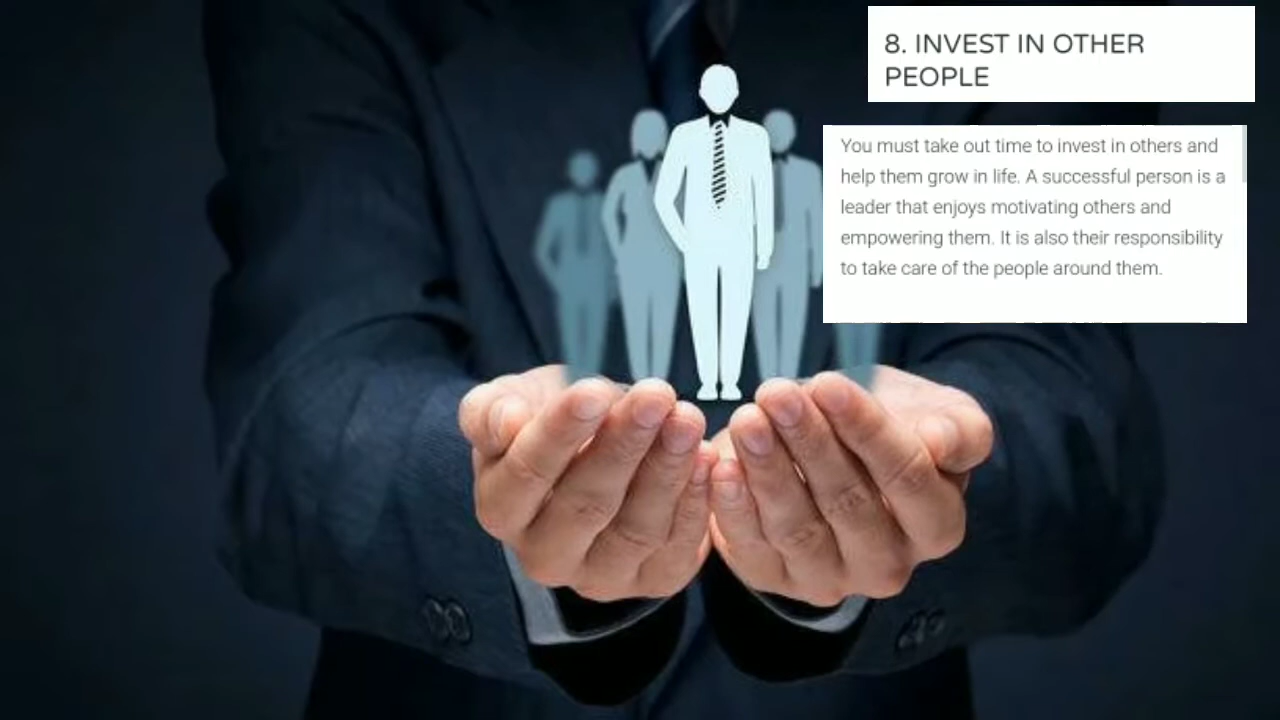 8. INVEST IN OTHER
PEOPLE
You must take out time to invest in others and
help them grow in life. A successful person is a
leader that enjoys motivating others and
empowering them. It is also their responsibility
to take care of the people around them.